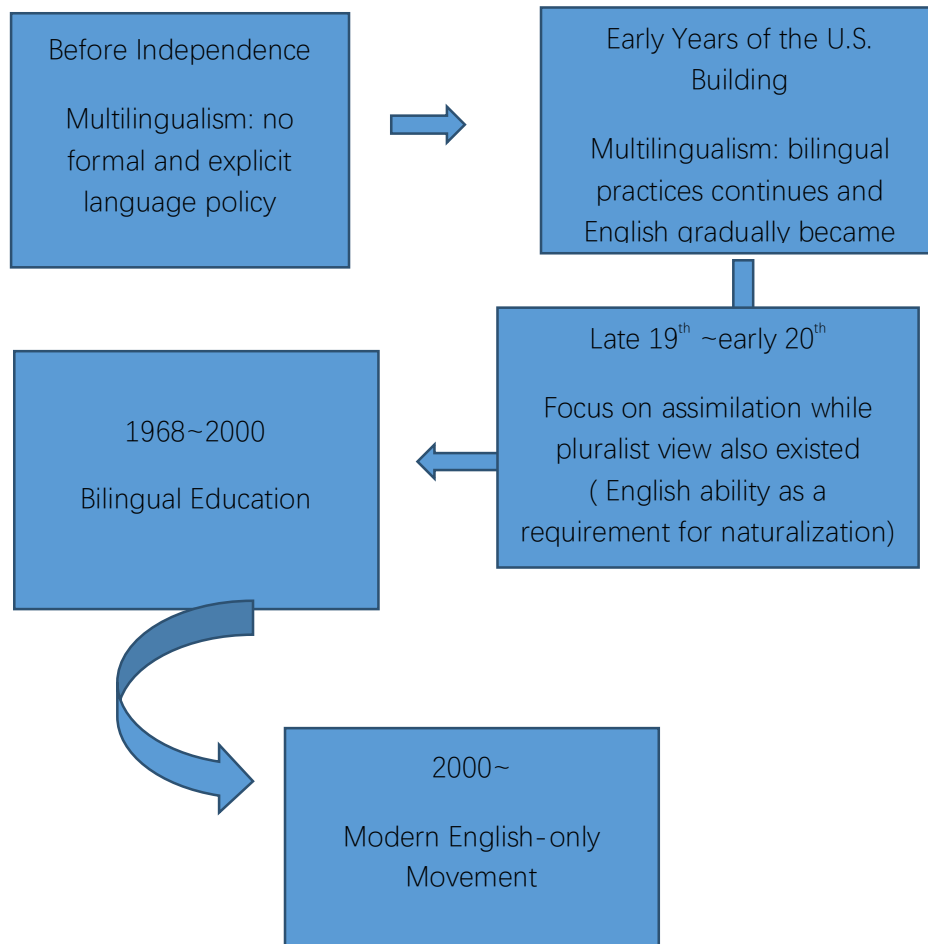 Before Independence
Multilingualism: no
formal and explicit
language policy
Early Years of the U.S.
Building
Multilingualism: bilingual
practices continues and
English gradually became
Late 19th ~early 20th
Focus on assimilation while
pluralist view also existed
( English ability as a
requirement for naturalization)
1968~2000
Bilingual Education
2000~
Modern English-only
Movement